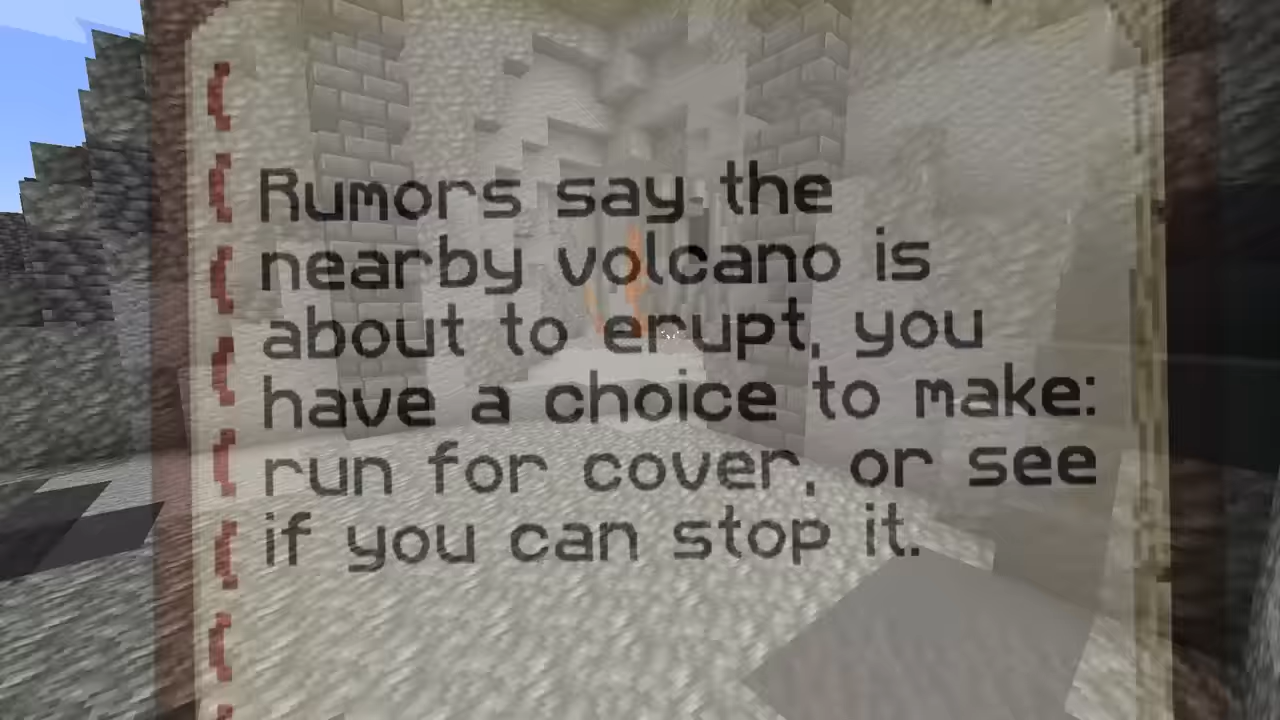 Rumors say the
nearby volcano is
about to erupt, you
have a choice to make:
run for cover, or see
if you can stop it.